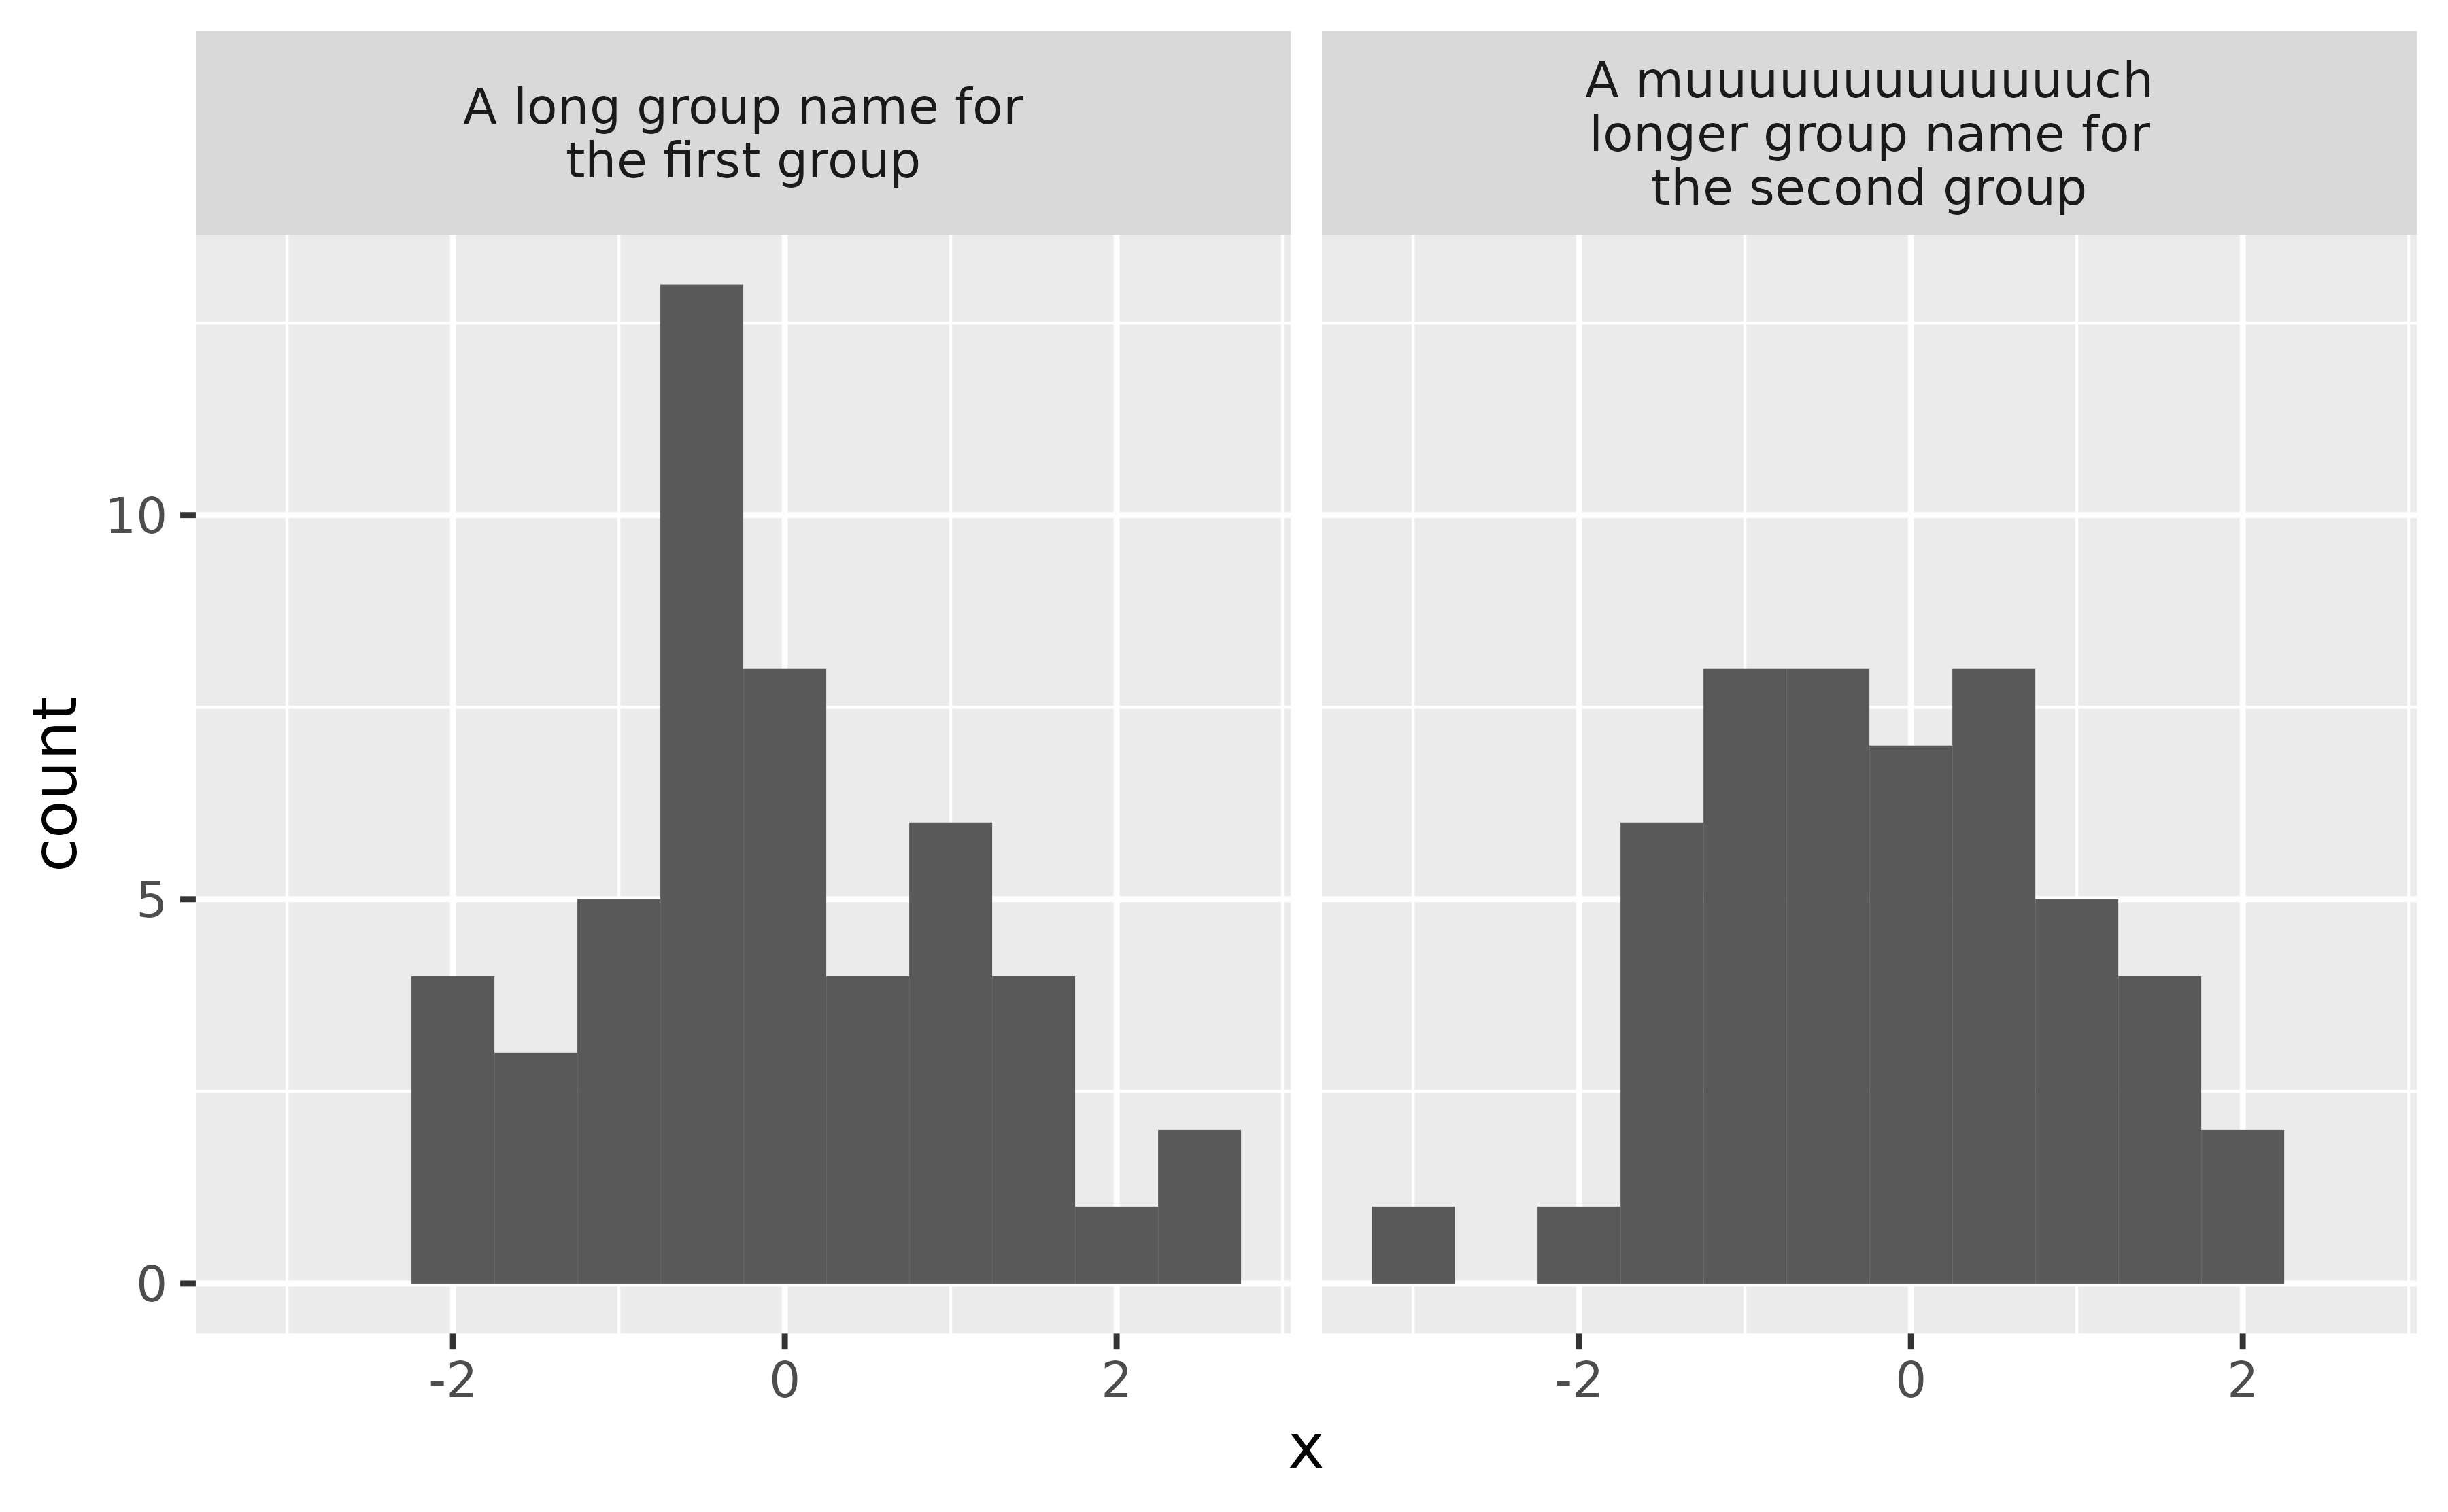 A long group name for
the first group
A muuuuuuuuuuuuuch
longer group name for
the second group
10
5
0
count
-2
0
2
-2
0
2
x